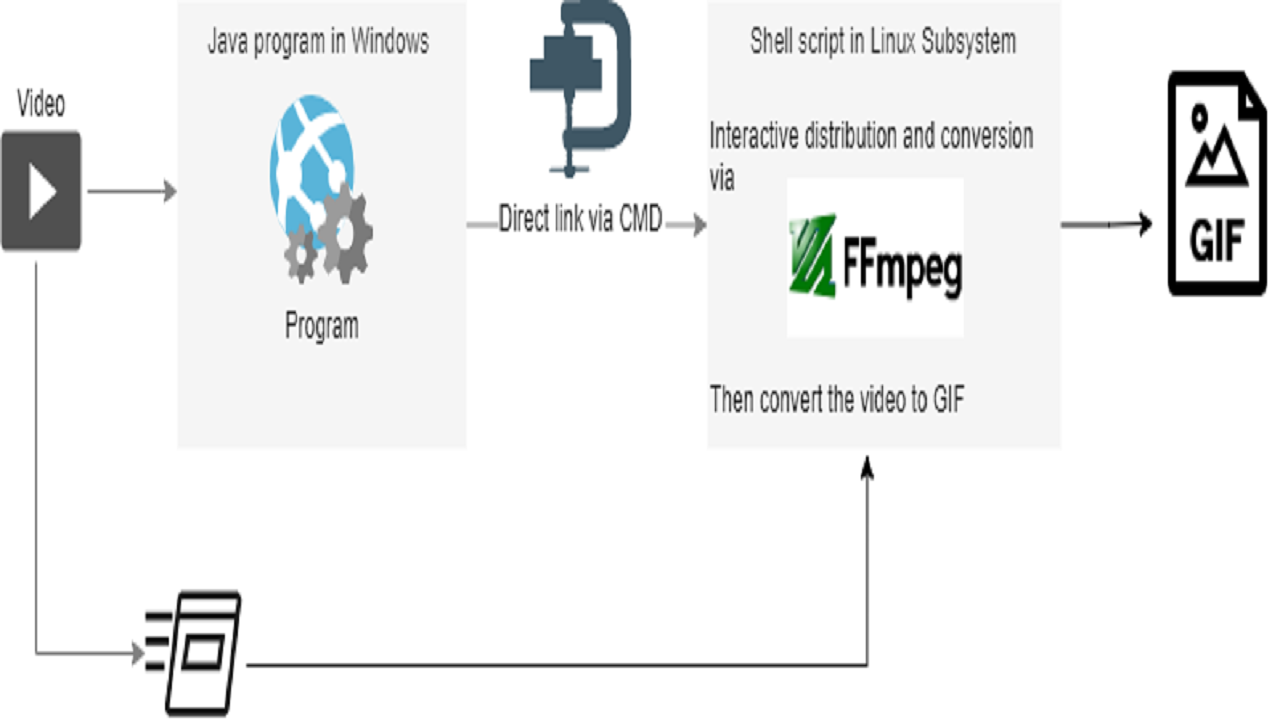 Java program in Windows
Shell script in Linux Subsystem
Video
Interactive distribution and conversion
via
Direct link via CMD
FFmpeg
GIF
Program
Then convert the video to GIF